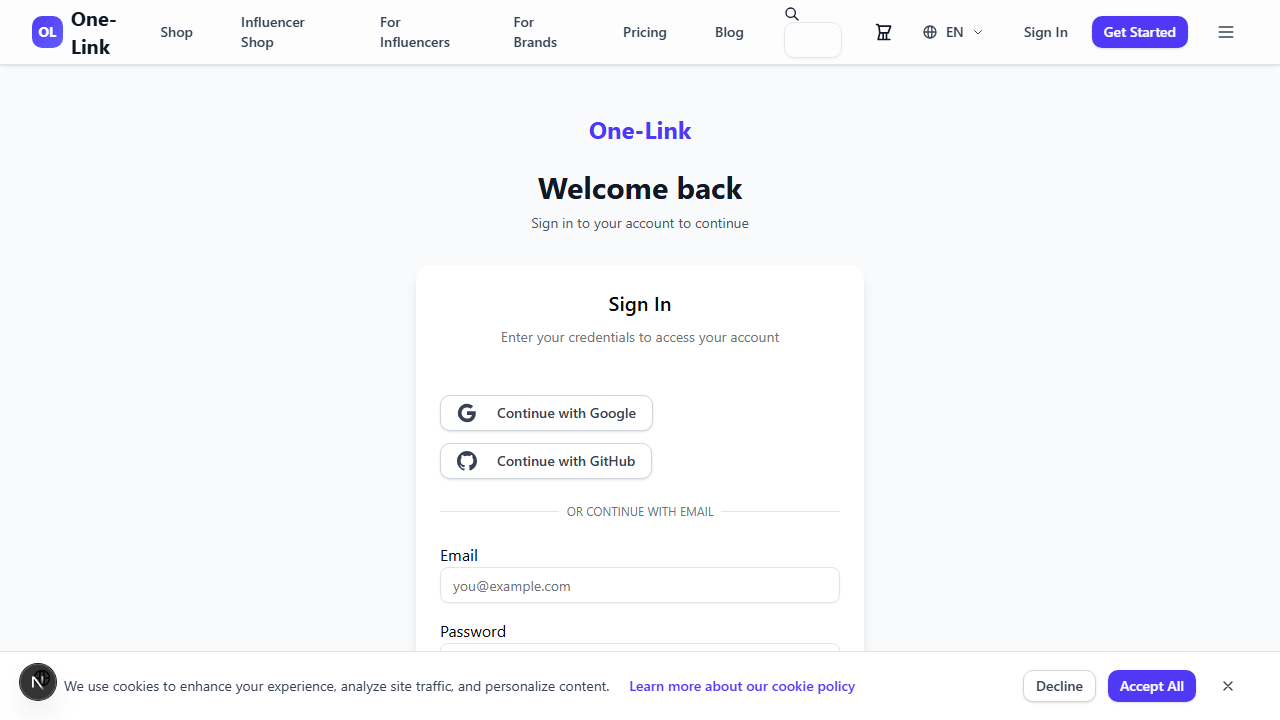 OL
One-
Link
Shop
Influencer
Shop
For
Influencers
For
Brands
Pricing
Blog
EN
Sign In
Get Started
One-Link
Welcome back
Sign in to your account to continue
Sign In
Enter your credentials to access your account
Continue with Google
Continue with GitHub
OR CONTINUE WITH EMAIL
Email
you@example.com
Password
N
We use cookies to enhance your experience, analyze site traffic, and personalize content.
Learn more about our cookie policy
Decline
Accept All